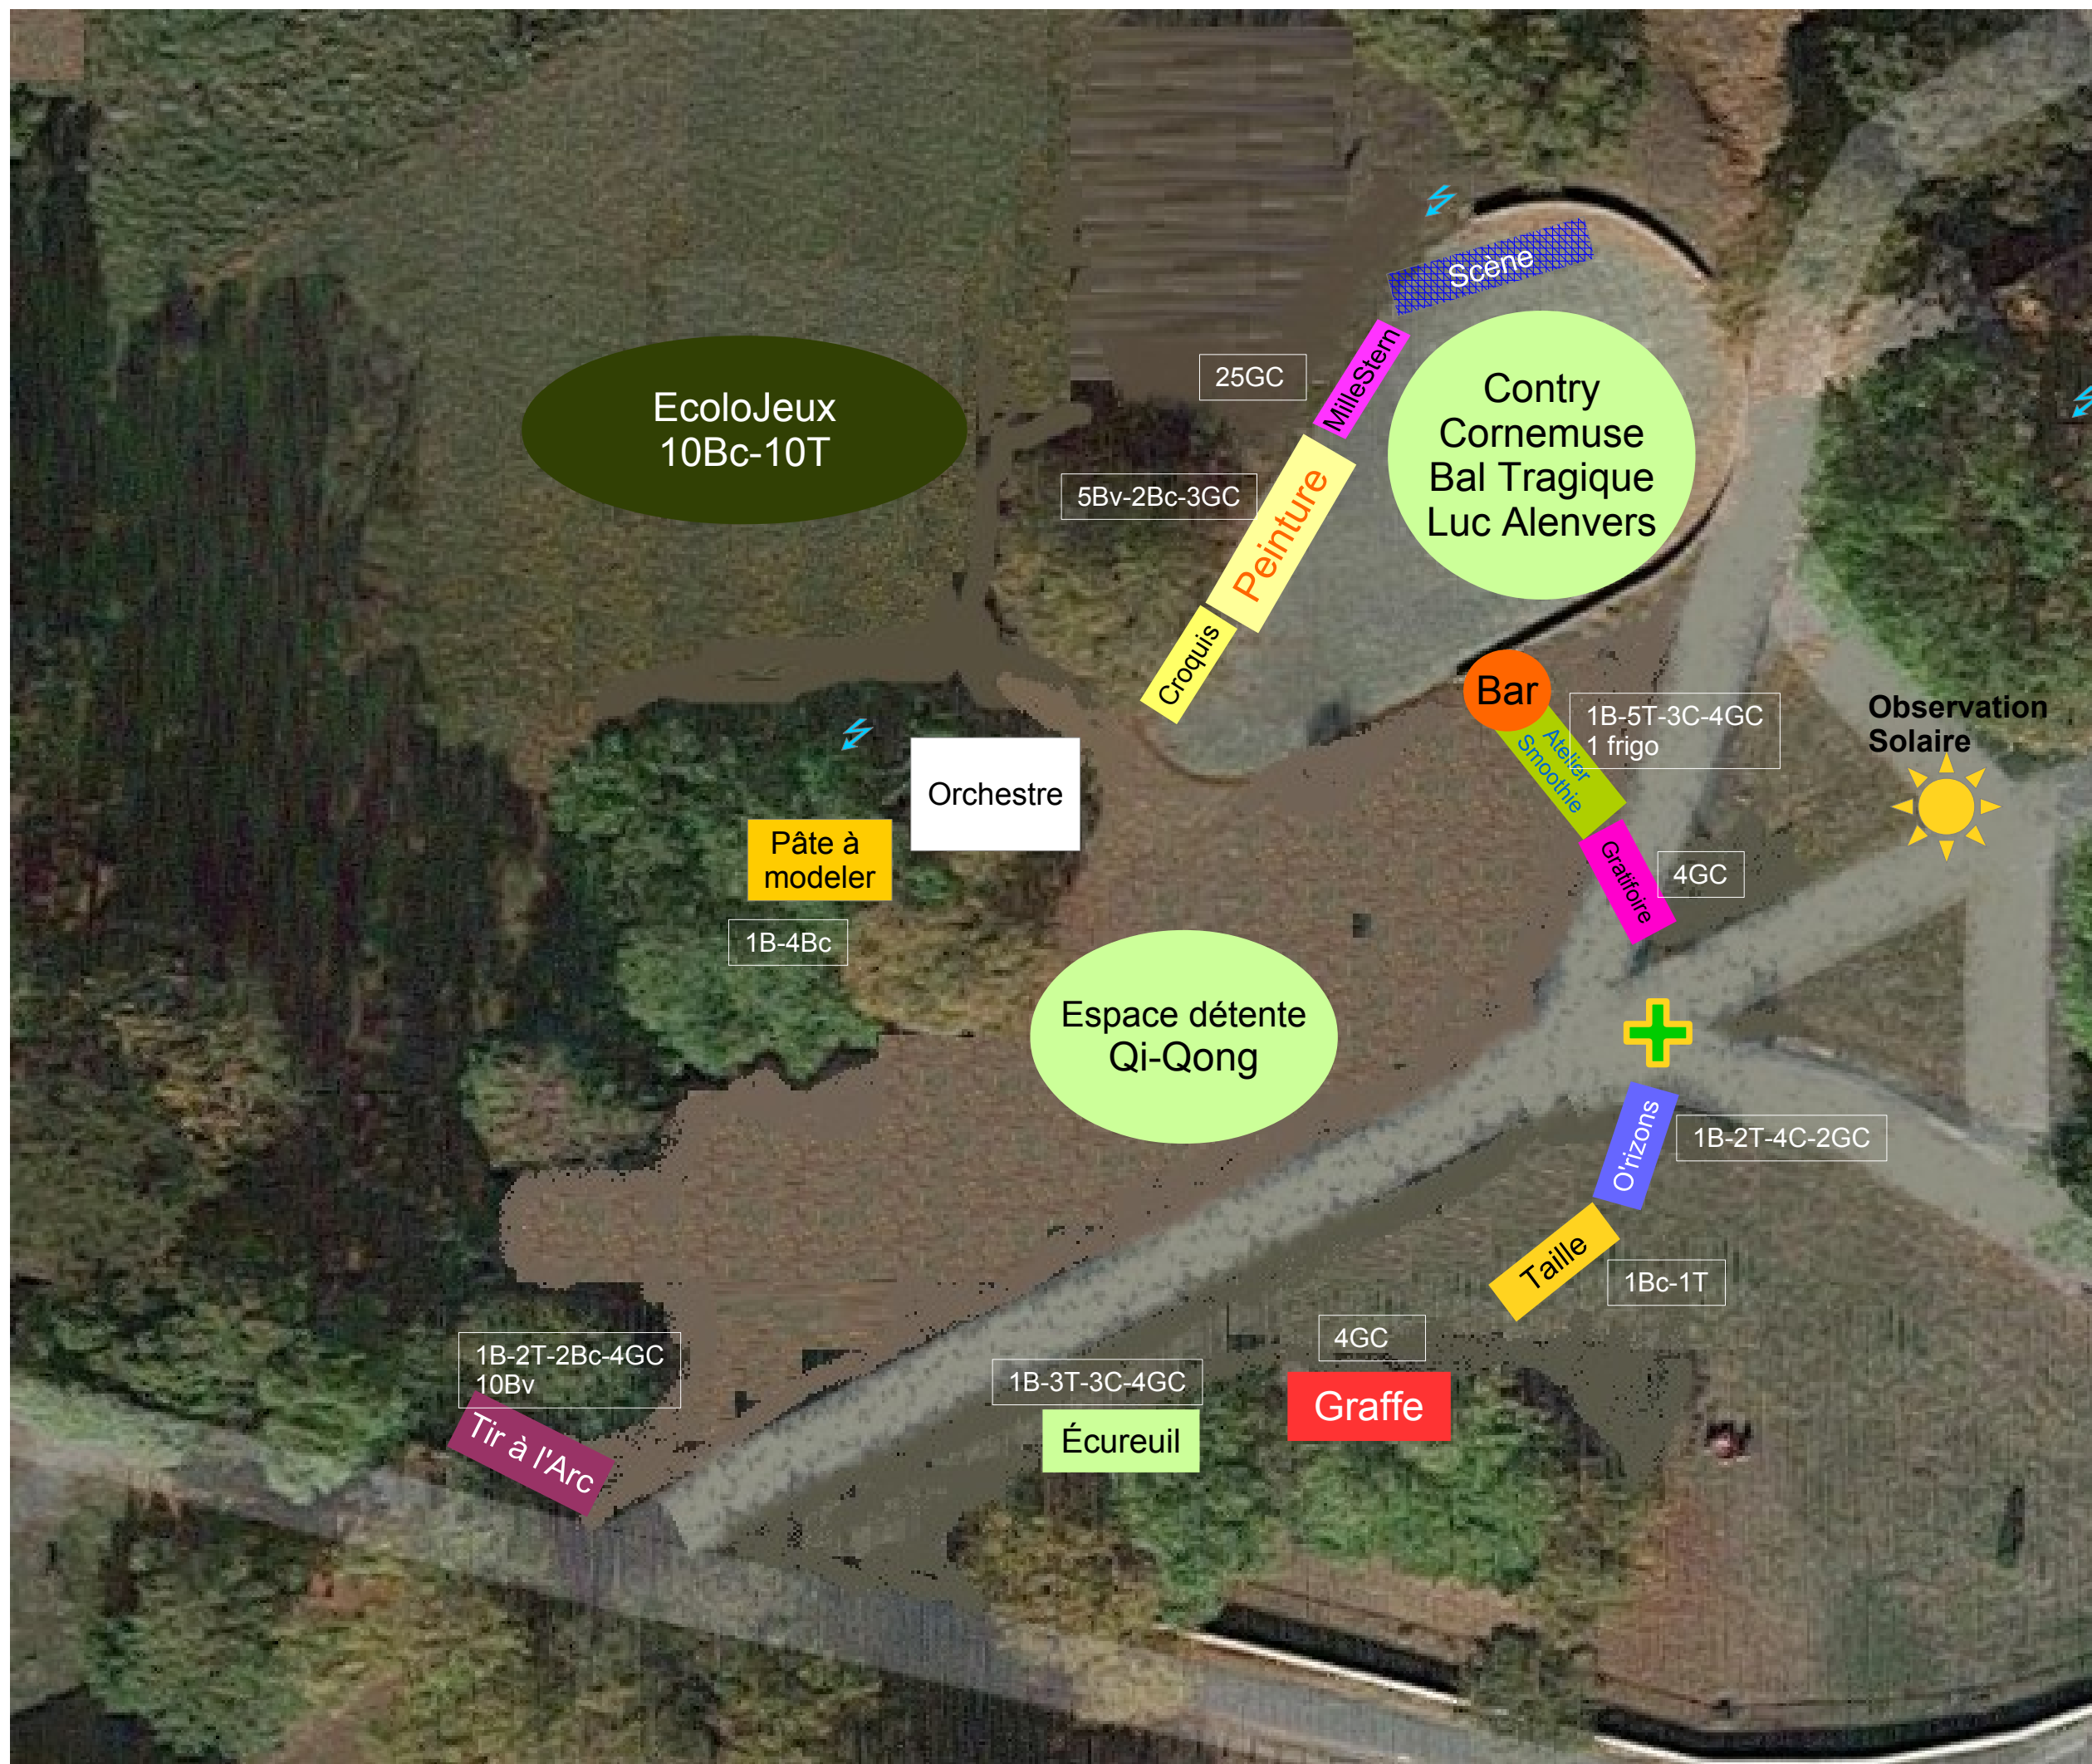 Scène
MilleStern
25GC
Contry
Cornemuse
Bal Tragique
Luc Alenvers
EcoloJeux
10Bc-10T
5Bv-2Bc-3GC
Peinture
Croquis
Bar
1B-5T-3C-4GC
1 frigo
Atelier
Smoothie
Observation
Solaire
Orchestre
Pâte à
modeler
1B-4Bc
Gratifoire
4GC
Espace détente
Qi-Qong
O'rizons
1B-2T-4C-2GC
Taille
1Bc-1T
1B-2T-2Bc-4GC
10Bv
Tir à l'Arc
1B-3T-3C-4GC
Écureuil
4GC
Graffe